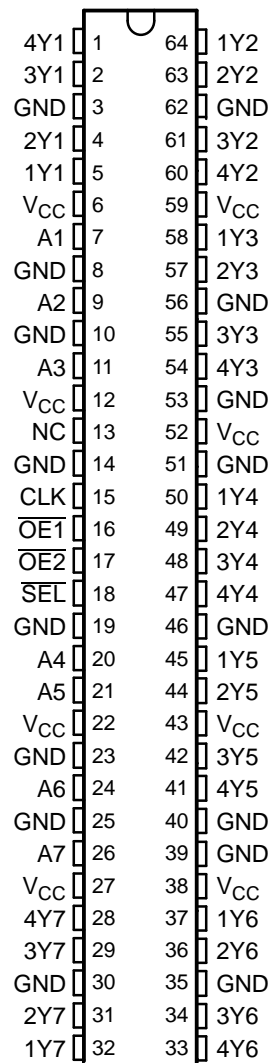 4Y1 1 64 1Y2
3Y1 2 63 2Y2
GND 3 62 GND
2Y1 4 61 3Y2
1Y1 5 60 4Y2
VCC 6 59 VCC
A1 7 58 1Y3
GND 8 57 2Y3
A2 9 56 GND
GND 10 55 3Y3
A3 11 54 4Y3
VCC 12 53 GND
NC 13 52 VCC
GND 14 51 GND
CLK 15 50 1Y4
O̅E̅1̅ 16 49 2Y4
O̅E̅2̅ 17 48 3Y4
S̅E̅L̅ 18 47 4Y4
GND 19 46 GND
A4 20 45 1Y5
A5 21 44 2Y5
VCC 22 43 VCC
GND 23 42 3Y5
A6 24 41 4Y5
GND 25 40 GND
A7 26 39 GND
VCC 27 38 VCC
4Y7 28 37 1Y6
3Y7 29 36 2Y6
GND 30 35 GND
2Y7 31 34 3Y6
1Y7 32 33 4Y6